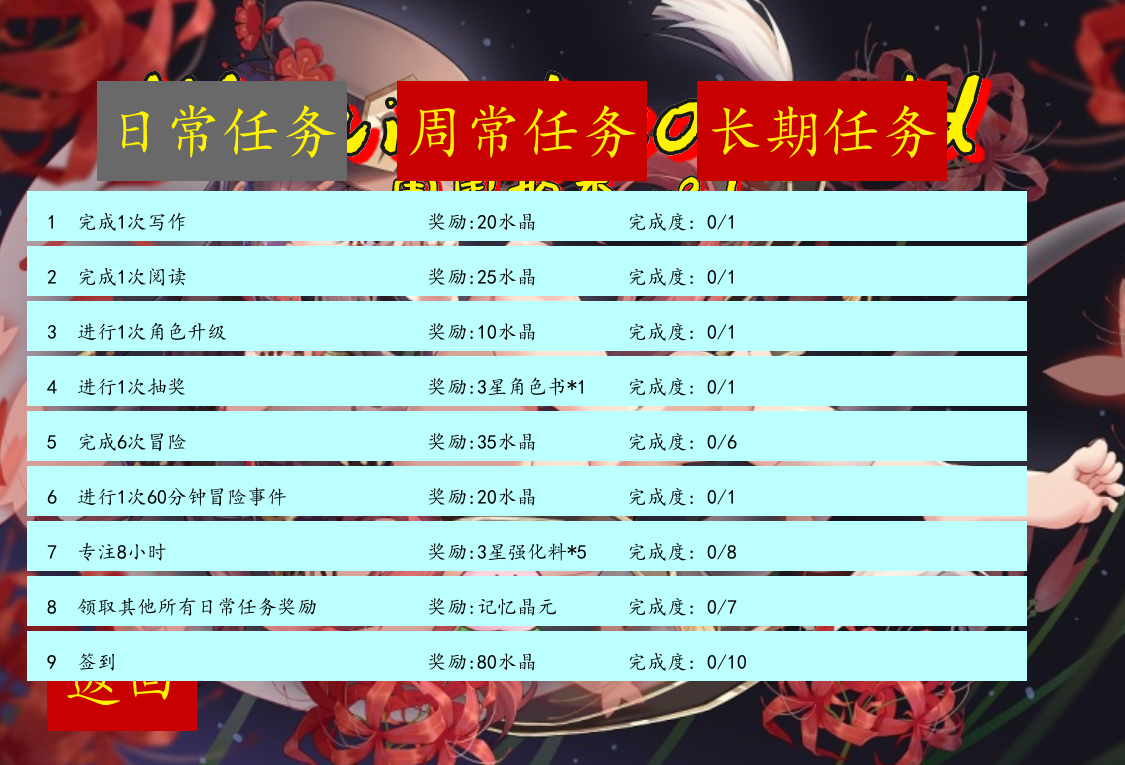 日常任务 周常任务 长期任务
1 完成1次写作 奖励:20水晶 完成度: 0/1
2 完成1次阅读 奖励:25水晶 完成度: 0/1
3 进行1次角色升级 奖励:10水晶 完成度: 0/1
4 进行1次抽奖 奖励:3星角色书*1 完成度: 0/1
5 完成6次冒险 奖励:35水晶 完成度: 0/6
6 进行1次60分钟冒险事件 奖励:20水晶 完成度: 0/1
7 专注8小时 奖励:3星强化料*5 完成度: 0/8
8 领取其他所有日常任务奖励 奖励:记忆晶元 完成度: 0/7
9 签到 奖励:80水晶 完成度: 0/10
返回